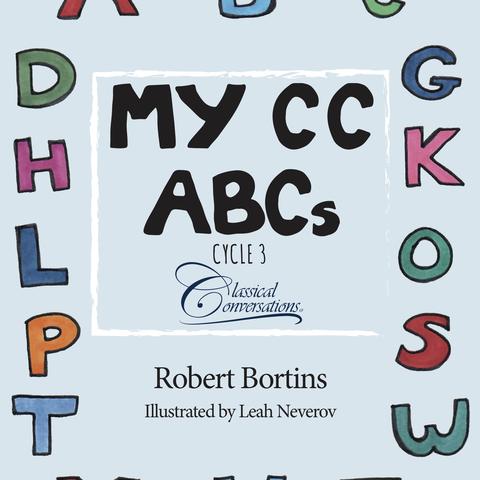 A B C
D G
MY CC
H K
ABCs
CYCLE 3
L O
Classical
Conversations
P S
Robert Bortins
Illustrated by Leah Neverov
T W